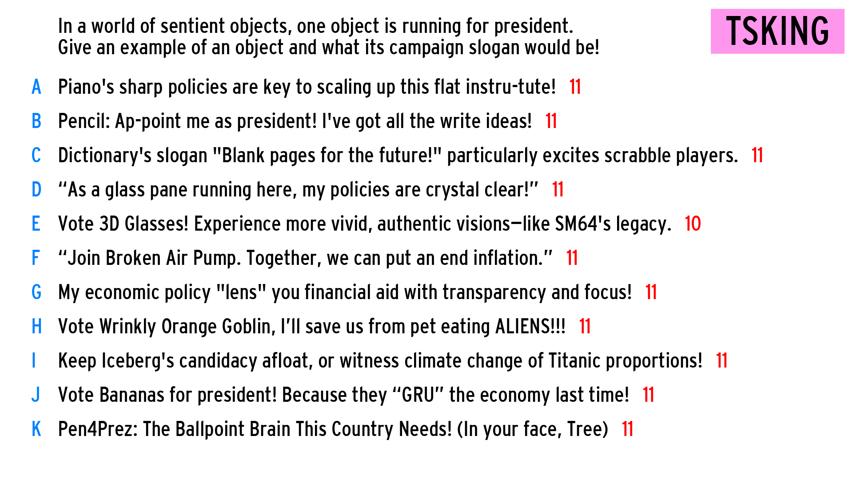 In a world of sentient objects, one object is running for president.
Give an example of an object and what its campaign slogan would be!
TSKING
A Piano's sharp policies are key to scaling up this flat instru-tute! 11
B Pencil: Ap-point me as president! I've got all the write ideas! 11
C Dictionary's slogan "Blank pages for the future!" particularly excites scrabble players. 11
D “As a glass pane running here, my policies are crystal clear!” 11
E Vote 3D Glasses! Experience more vivid, authentic visions—like SM64's legacy. 10
F “Join Broken Air Pump. Together, we can put an end inflation.” 11
G My economic policy "lens" you financial aid with transparency and focus! 11
H Vote Wrinkly Orange Goblin, I’ll save us from pet eating ALIENS!!! 11
I Keep Iceberg's candidacy afloat, or witness climate change of Titanic proportions! 11
J Vote Bananas for president! Because they “GRU” the economy last time! 11
K Pen4Prez: The Ballpoint Brain This Country Needs! (In your face, Tree) 11